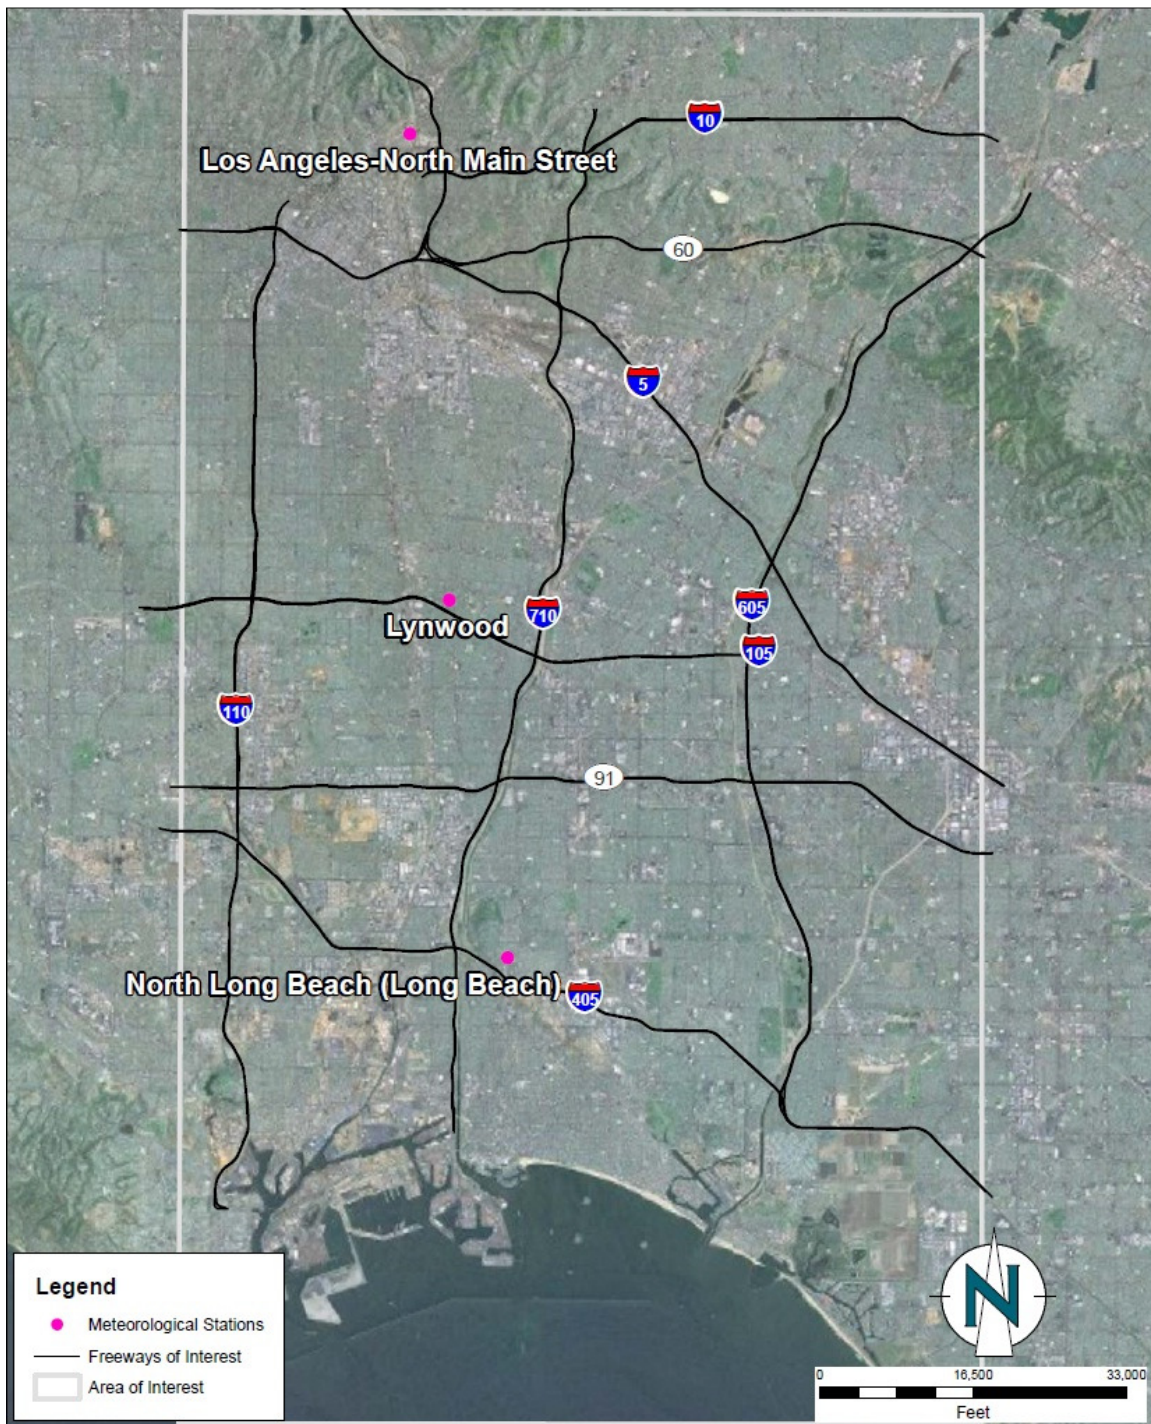 10
Los Angeles-North Main Street
60
5
Lynwood
710
605
105
110
91
North Long Beach (Long Beach)
405
N
Legend
Meteorological Stations
Freeways of Interest
Area of Interest
0 16,500 33,000
Feet